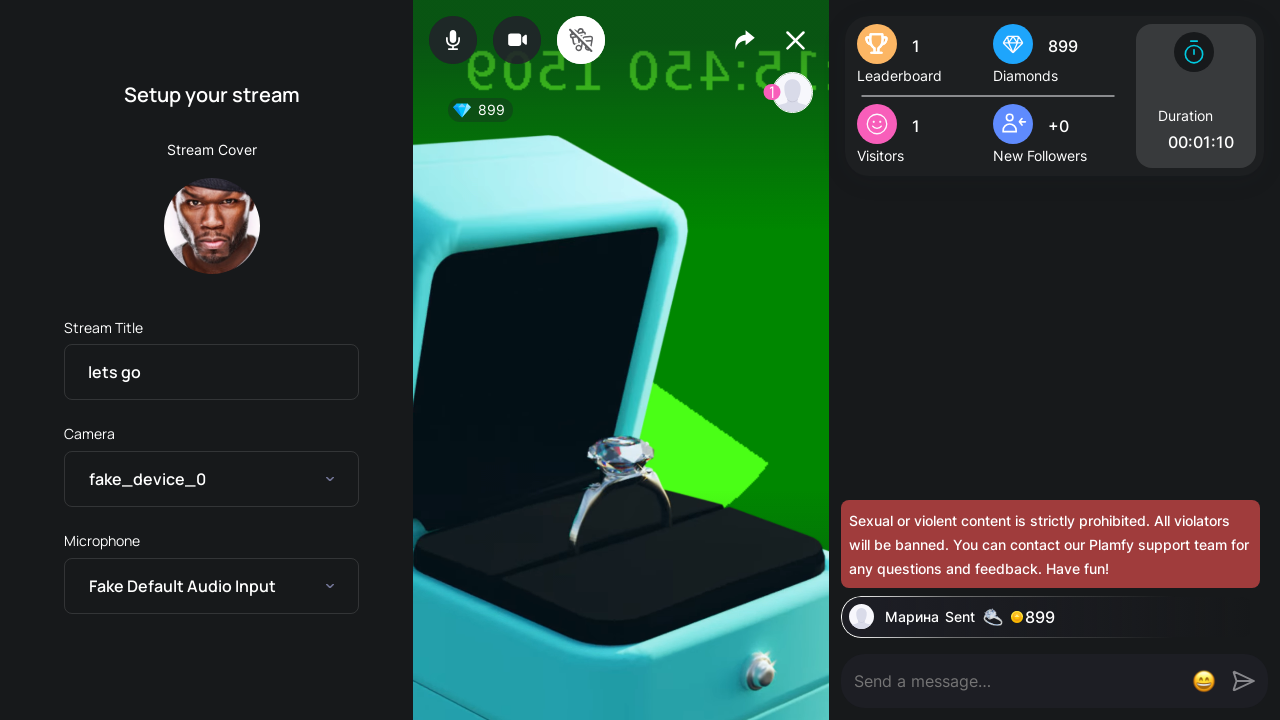 Setup your stream
Stream Cover
Stream Title
lets go
Camera
fake_device_0
Microphone
Fake Default Audio Input
899
1
1
Leaderboard
899
Diamonds
1
Visitors
+0
New Followers
Duration
00:01:10
Sexual or violent content is strictly prohibited. All violators
will be banned. You can contact our Plamfy support team for
any questions and feedback. Have fun!
Марина Sent 899
Send a message...